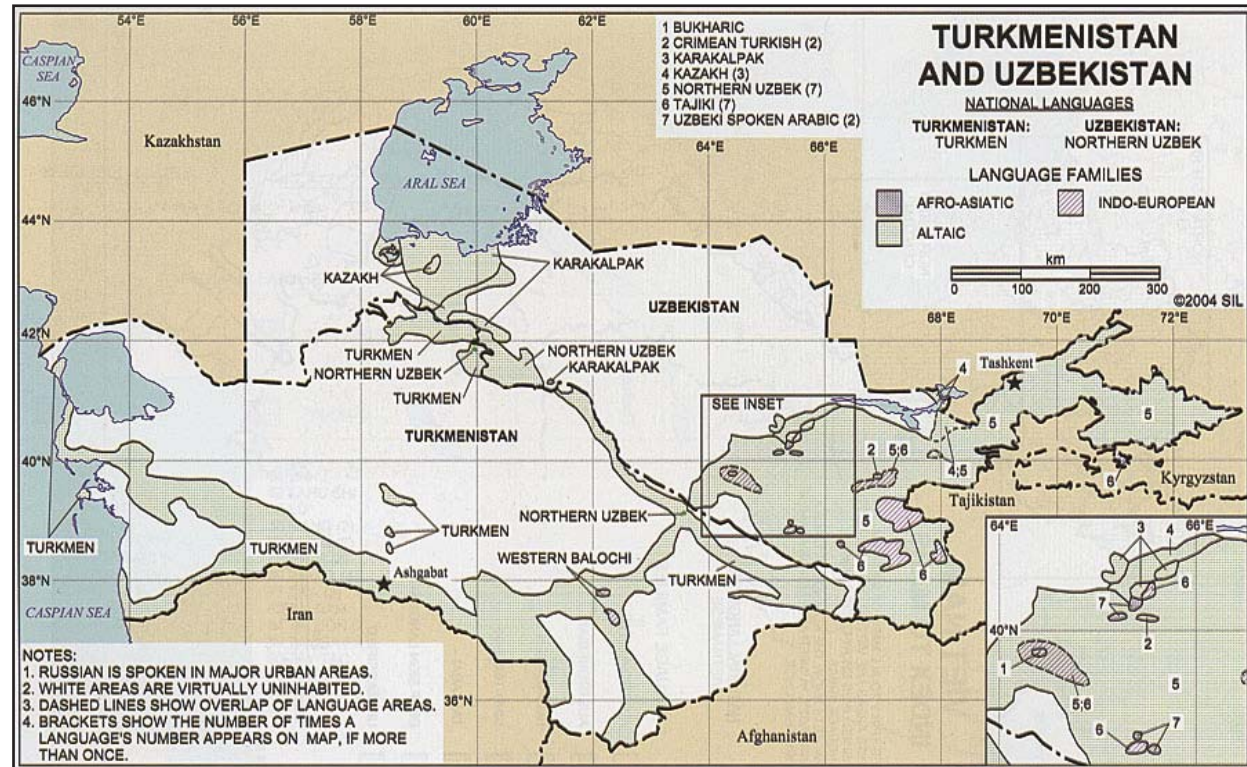 54°E
56°E
58°E
60°E
62°E
1 BUKHARIC
2 CRIMEAN TURKISH (2)
3 KARAKALPAK
4 KAZAKH (3)
5 NORTHERN UZBEK (7)
6 TAJIKI (7)
7 UZBEKI SPOKEN ARABIC (2)
64°E
66°E
TURKMENISTAN
AND UZBEKISTAN
NATIONAL LANGUAGES
TURKMENISTAN:
TURKMEN
UZBEKISTAN:
NORTHERN UZBEK
LANGUAGE FAMILIES
AFRO-ASIATIC
INDO-EUROPEAN
ALTAIC
km
0 100 200 300
©2004 SIL
68°E
70°E
72°E
CASPIAN
SEA
46°N
Kazakhstan
ARAL SEA
44°N
KAZAKH
KARAKALPAK
UZBEKISTAN
42°N
TURKMEN
NORTHERN UZBEK
TURKMEN
NORTHERN UZBEK
KARAKALPAK
Tashkent
4
SEE INSET
TURKMENISTAN
5
5
2
5;6
4;5
40°N
Kyrgyzstan
Tajikistan
6
NORTHERN UZBEK
5
TURKMEN
TURKMEN
TURKMEN
WESTERN BALOCHI
TURKMEN
6
6
38°N
Ashgabat
CASPIAN SEA
Iran
36°N
Afghanistan
64°E
3
4
66°E
6
7
40°N
2
1
5;6
5
6
7
NOTES:
1. RUSSIAN IS SPOKEN IN MAJOR URBAN AREAS.
2. WHITE AREAS ARE VIRTUALLY UNINHABITED.
3. DASHED LINES SHOW OVERLAP OF LANGUAGE AREAS.
4. BRACKETS SHOW THE NUMBER OF TIMES A
LANGUAGE'S NUMBER APPEARS ON MAP, IF MORE
THAN ONCE.